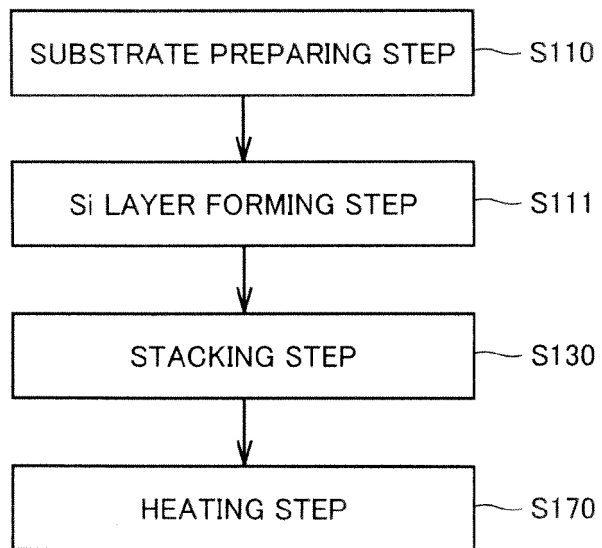 SUBSTRATE PREPARING STEP S110
Si LAYER FORMING STEP S111
STACKING STEP S130
HEATING STEP S170